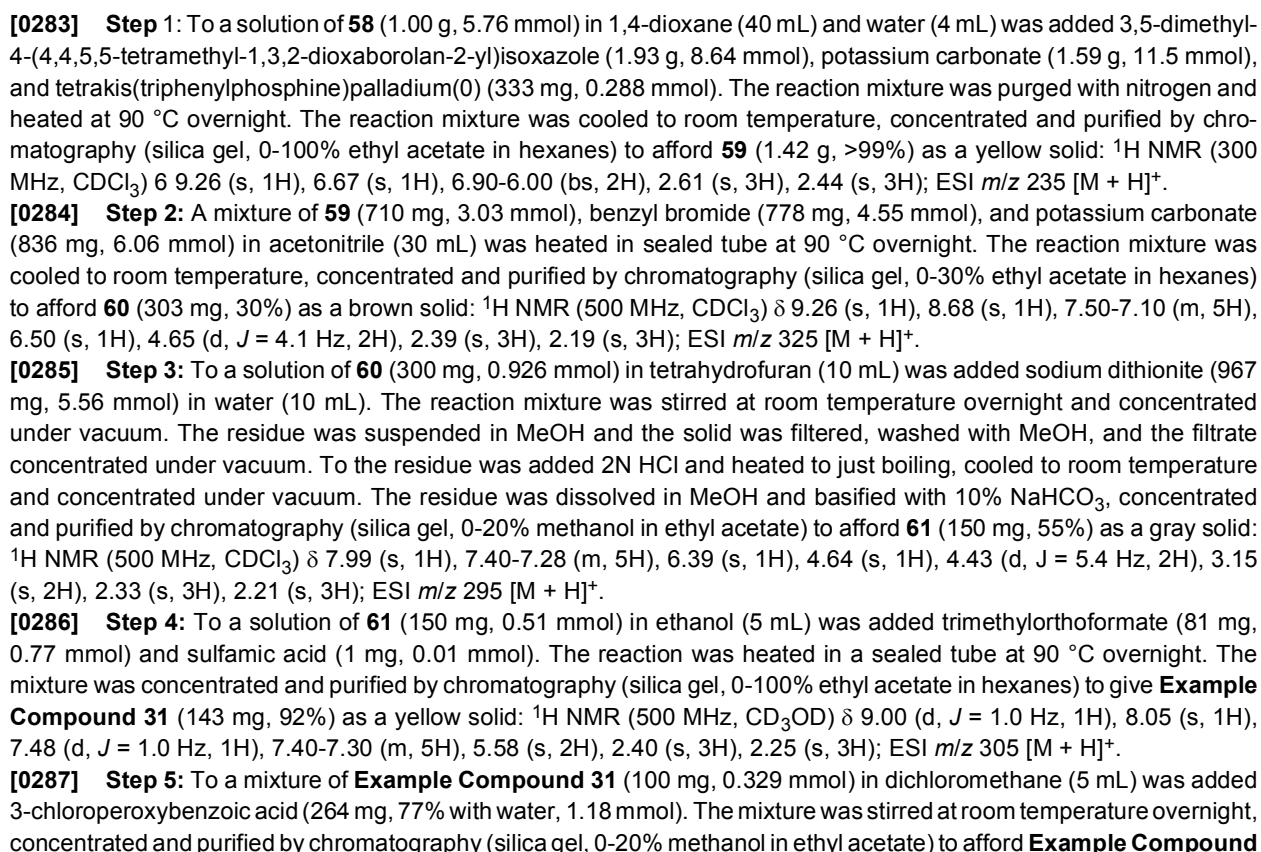 [0283] Step 1: To a solution of 58 (1.00 g, 5.76 mmol) in 1,4-dioxane (40 mL) and water (4 mL) was added 3,5-dimethyl-
4-(4,4,5,5-tetramethyl-1,3,2-dioxaborolan-2-yl)isoxazole (1.93 g, 8.64 mmol), potassium carbonate (1.59 g, 11.5 mmol),
and tetrakis(triphenylphosphine)palladium(0) (333 mg, 0.288 mmol). The reaction mixture was purged with nitrogen and
heated at 90 °C overnight. The reaction mixture was cooled to room temperature, concentrated and purified by chro-
matography (silica gel, 0-100% ethyl acetate in hexanes) to afford 59 (1.42 g, >99%) as a yellow solid: ¹H NMR (300
MHz, CDCl₃) 6 9.26 (s, 1H), 6.67 (s, 1H), 6.90-6.00 (bs, 2H), 2.61 (s, 3H), 2.44 (s, 3H); ESI m/z 235 [M + H]⁺.
[0284] Step 2: A mixture of 59 (710 mg, 3.03 mmol), benzyl bromide (778 mg, 4.55 mmol), and potassium carbonate
(836 mg, 6.06 mmol) in acetonitrile (30 mL) was heated in sealed tube at 90 °C overnight. The reaction mixture was
cooled to room temperature, concentrated and purified by chromatography (silica gel, 0-30% ethyl acetate in hexanes)
to afford 60 (303 mg, 30%) as a brown solid: ¹H NMR (500 MHz, CDCl₃) δ 9.26 (s, 1H), 8.68 (s, 1H), 7.50-7.10 (m, 5H),
6.50 (s, 1H), 4.65 (d, J = 4.1 Hz, 2H), 2.39 (s, 3H), 2.19 (s, 3H); ESI m/z 325 [M + H]⁺.
[0285] Step 3: To a solution of 60 (300 mg, 0.926 mmol) in tetrahydrofuran (10 mL) was added sodium dithionite (967
mg, 5.56 mmol) in water (10 mL). The reaction mixture was stirred at room temperature overnight and concentrated
under vacuum. The residue was suspended in MeOH and the solid was filtered, washed with MeOH, and the filtrate
concentrated under vacuum. To the residue was added 2N HCl and heated to just boiling, cooled to room temperature
and concentrated under vacuum. The residue was dissolved in MeOH and basified with 10% NaHCO₃, concentrated
and purified by chromatography (silica gel, 0-20% methanol in ethyl acetate) to afford 61 (150 mg, 55%) as a gray solid:
¹H NMR (500 MHz, CDCl₃) δ 7.99 (s, 1H), 7.40-7.28 (m, 5H), 6.39 (s, 1H), 4.64 (s, 1H), 4.43 (d, J = 5.4 Hz, 2H), 3.15
(s, 2H), 2.33 (s, 3H), 2.21 (s, 3H); ESI m/z 295 [M + H]⁺.
[0286] Step 4: To a solution of 61 (150 mg, 0.51 mmol) in ethanol (5 mL) was added trimethylorthoformate (81 mg,
0.77 mmol) and sulfamic acid (1 mg, 0.01 mmol). The reaction was heated in a sealed tube at 90 °C overnight. The
mixture was concentrated and purified by chromatography (silica gel, 0-100% ethyl acetate in hexanes) to give Example
Compound 31 (143 mg, 92%) as a yellow solid: ¹H NMR (500 MHz, CD₃OD) δ 9.00 (d, J = 1.0 Hz, 1H), 8.05 (s, 1H),
7.48 (d, J = 1.0 Hz, 1H), 7.40-7.30 (m, 5H), 5.58 (s, 2H), 2.40 (s, 3H), 2.25 (s, 3H); ESI m/z 305 [M + H]⁺.
[0287] Step 5: To a mixture of Example Compound 31 (100 mg, 0.329 mmol) in dichloromethane (5 mL) was added
3-chloroperoxybenzoic acid (264 mg, 77% with water, 1.18 mmol). The mixture was stirred at room temperature overnight,
concentrated and purified by chromatography (silica gel, 0-20% methanol in ethyl acetate) to afford Example Compound